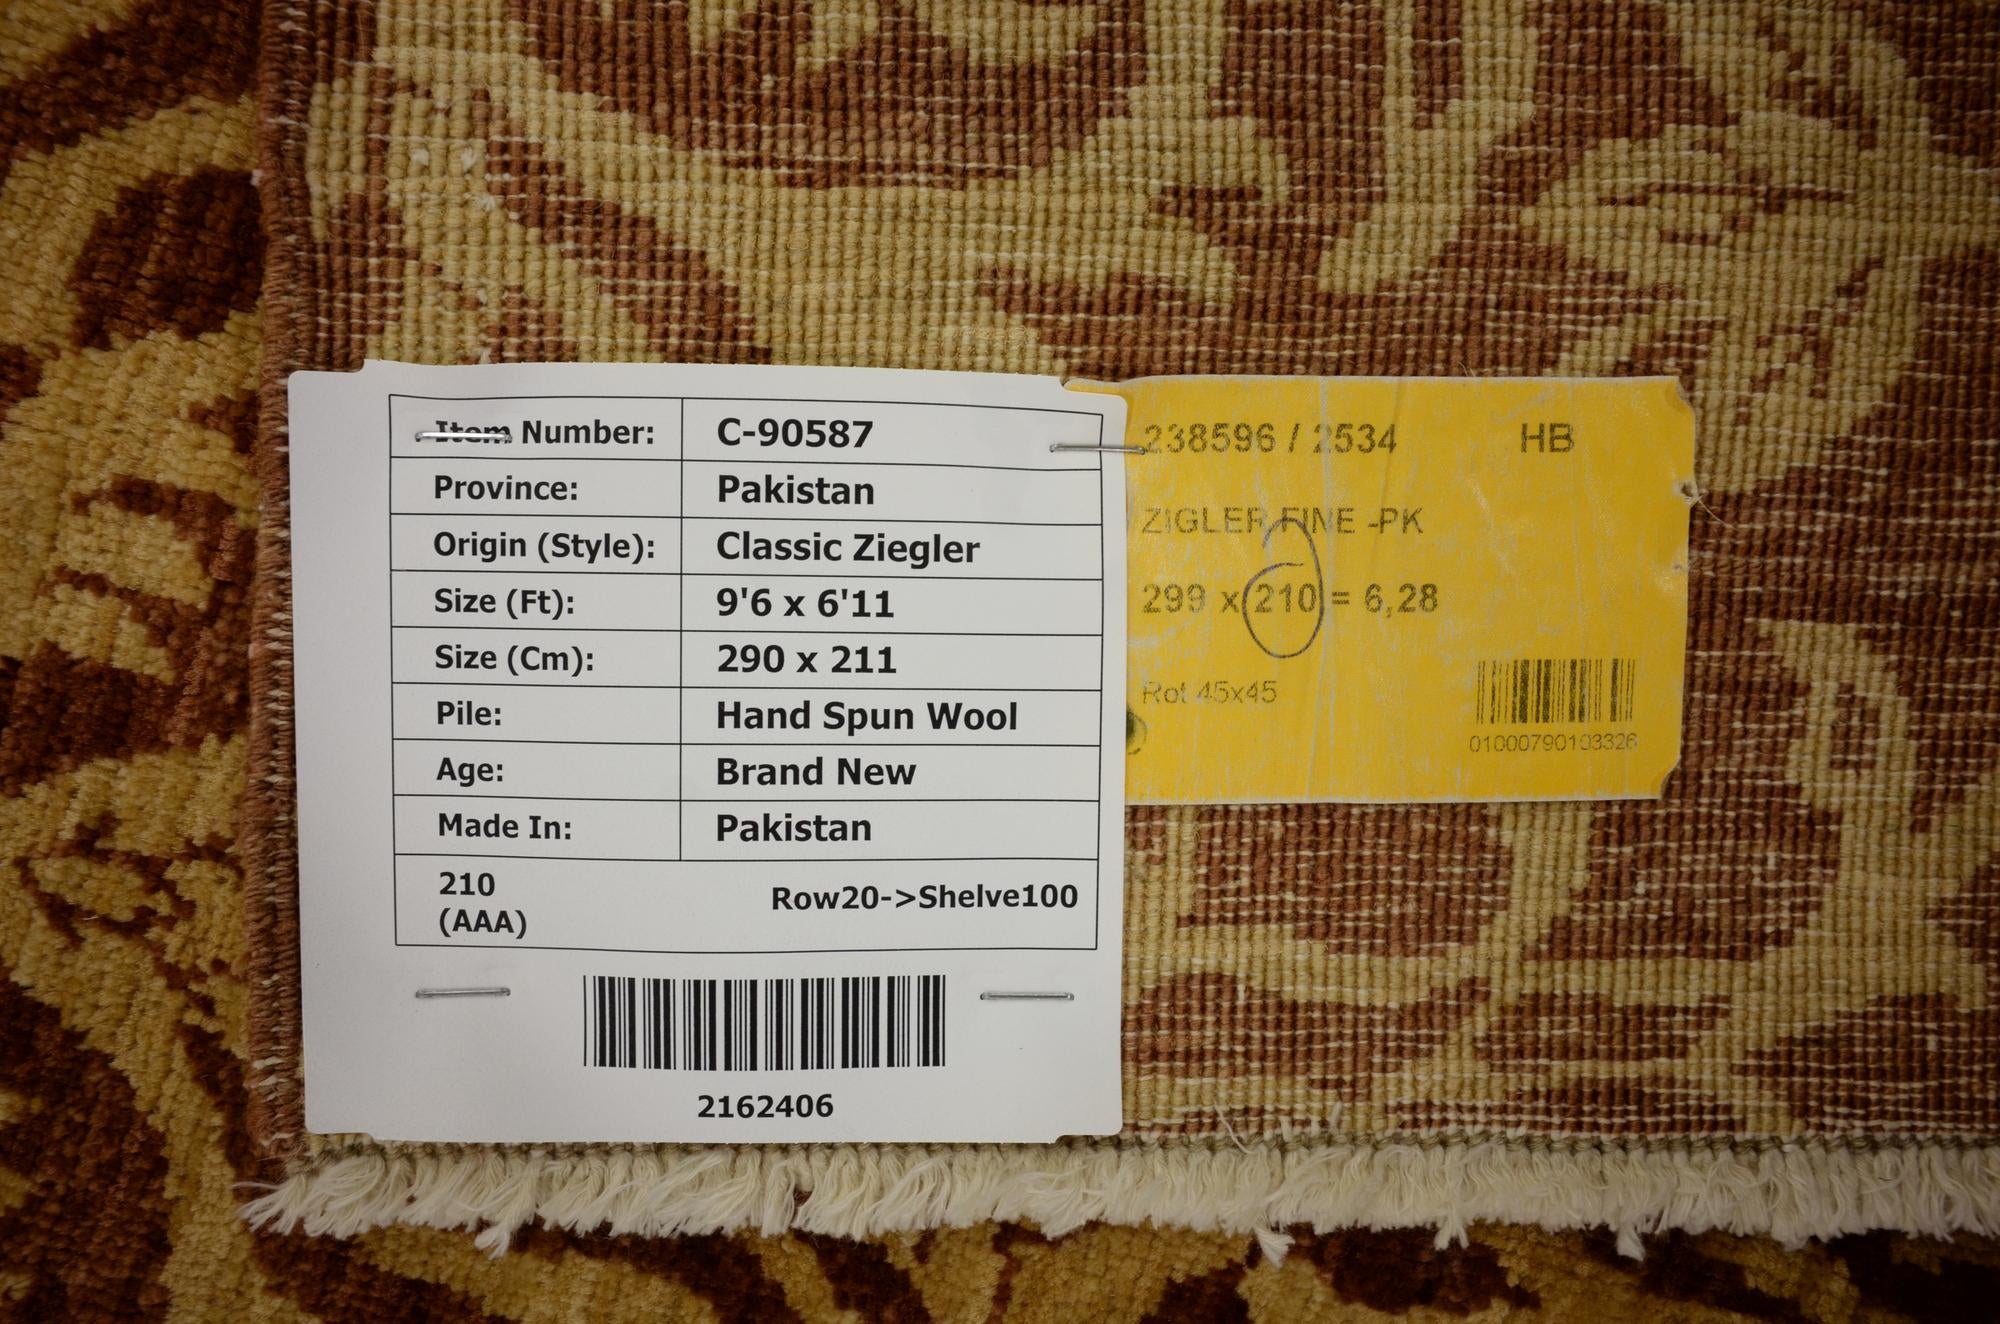 Item Number: C-90587
Province: Pakistan
Origin (Style): Classic Ziegler
Size (Ft): 9'6 x 6'11
Size (Cm): 290 x 211
Pile: Hand Spun Wool
Age: Brand New
Made In: Pakistan
210
(AAA)
Row20->Shelve100
2162406
238596 / 2534 HB
ZIGLER FINE -PK
299 x 210 = 6,28
Rot 45x45
01000790103326